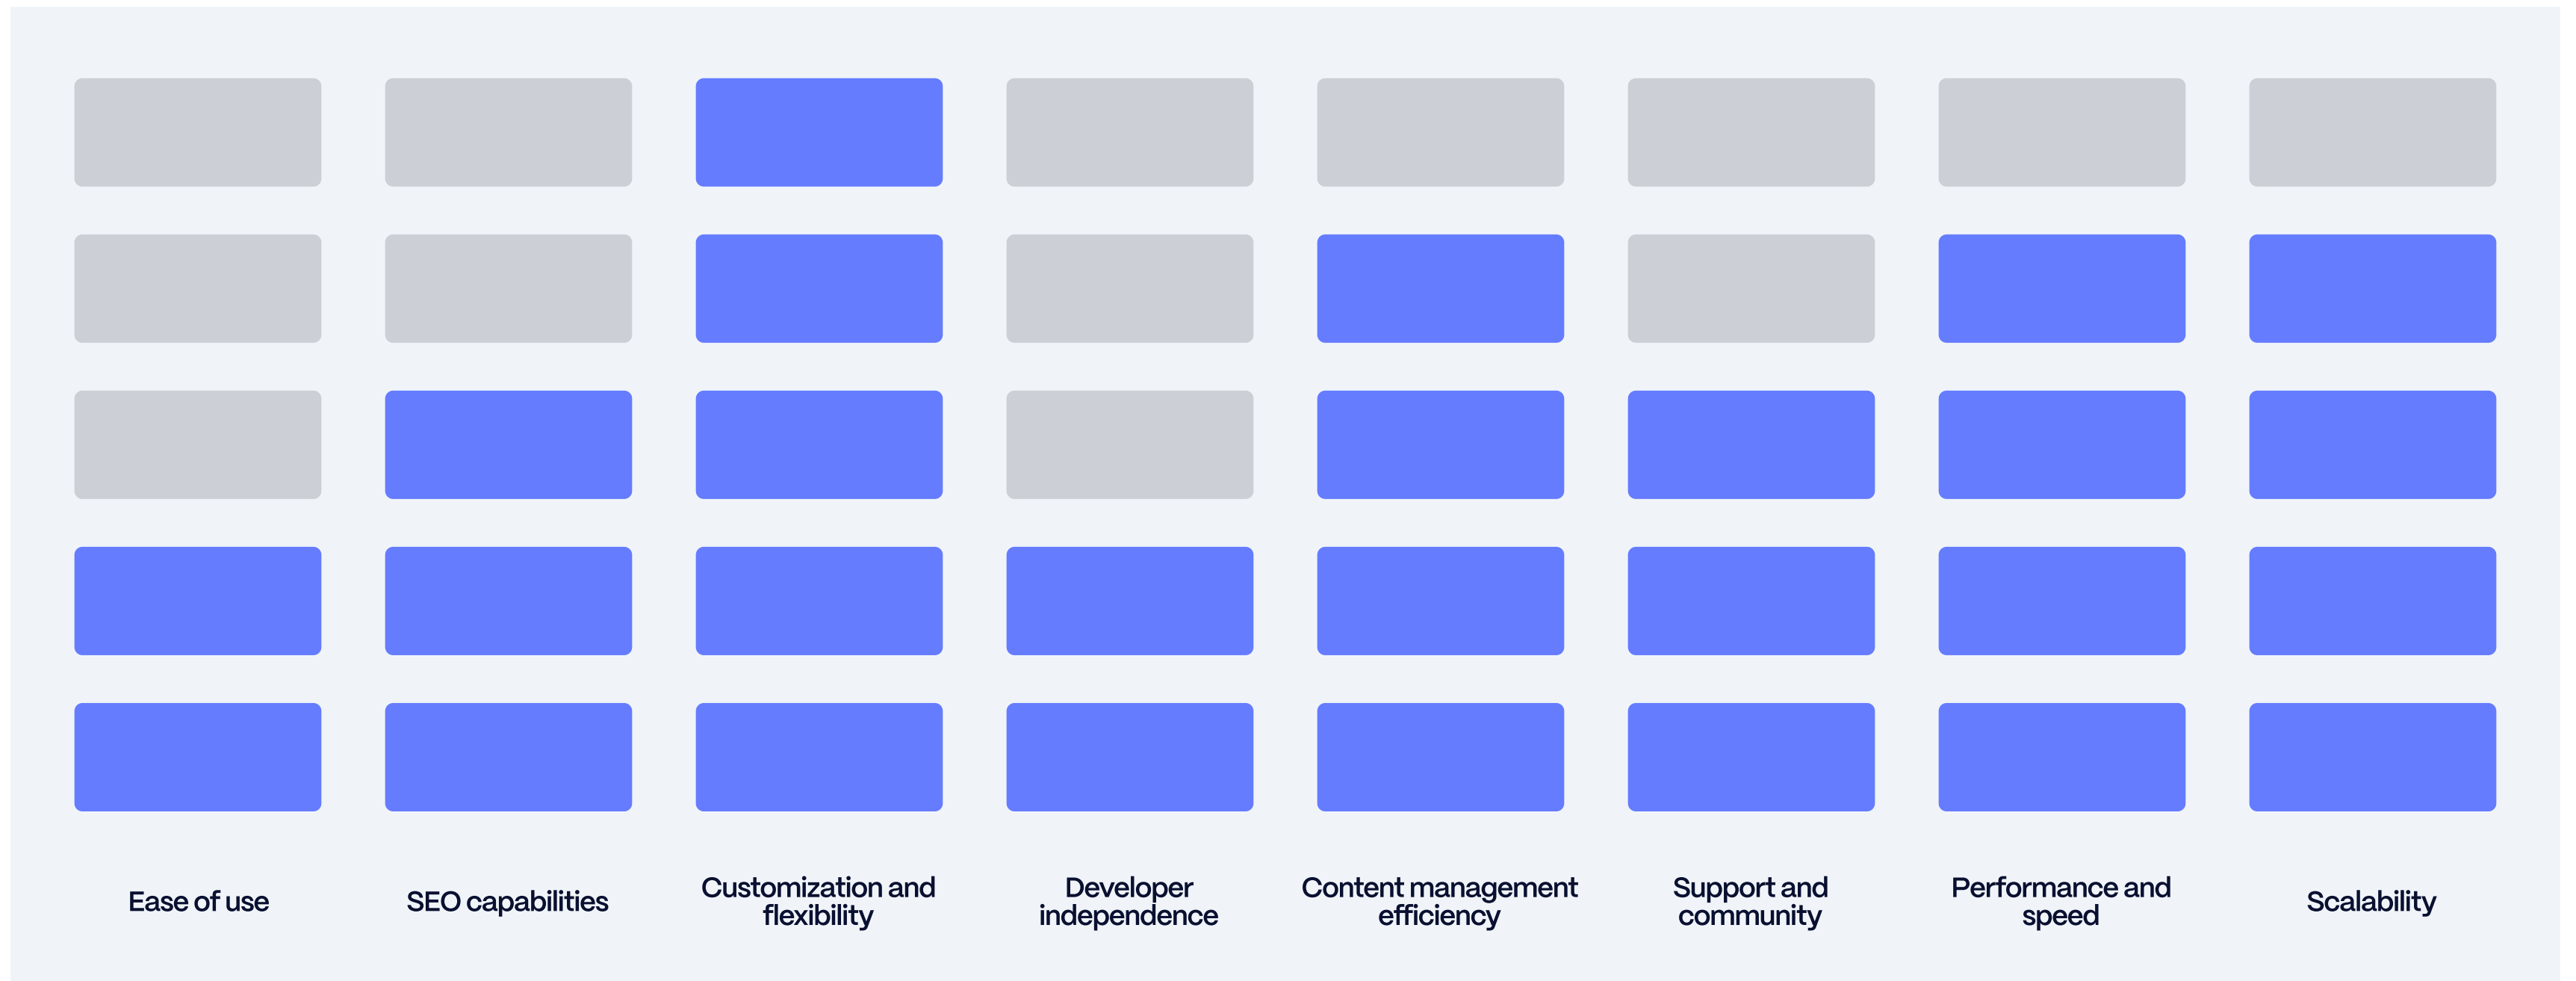 Ease of use
SEO capabilities
Customization and
flexibility
Developer
independence
Content management
efficiency
Support and
community
Performance and
speed
Scalability